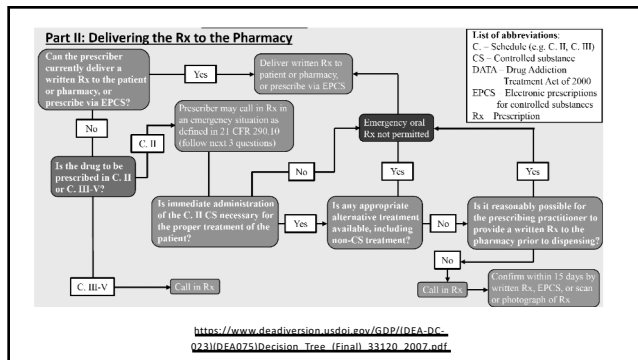 Part II: Delivering the Rx to the Pharmacy
List of abbreviations:
C. – Schedule (e.g. C. II, C. III)
CS – Controlled substance
DATA – Drug Addiction
Treatment Act of 2000
EPCS – Electronic prescriptions
for controlled substances
Rx – Prescription
Can the prescriber
currently deliver a
written Rx to the patient
or pharmacy, or
prescribe via EPCS?
Yes
Deliver written Rx to
patient or pharmacy,
or prescribe via EPCS
No
C. II
Prescriber may call in Rx in
an emergency situation as
defined in 21 CFR 290.10
(follow next 3 questions)
Emergency oral
Rx not permitted
Is the drug to be
prescribed in C. II
or C. III-V?
No
Yes
Yes
Is immediate administration
of the C. II CS necessary for
the proper treatment of the
patient?
Yes
Is any appropriate
alternative treatment
available, including
non-CS treatment?
No
Is it reasonably possible for
the prescribing practitioner to
provide a written Rx to the
pharmacy prior to dispensing?
No
C. III-V
Call in Rx
Call in Rx
Confirm within 15 days by
written Rx, EPCS, or scan
or photograph of Rx
https://www.deadiversion.usdoj.gov/GDP/(DEA-DC-
023)(DEA075)Decision_Tree_(Final)_33120_2007.pdf